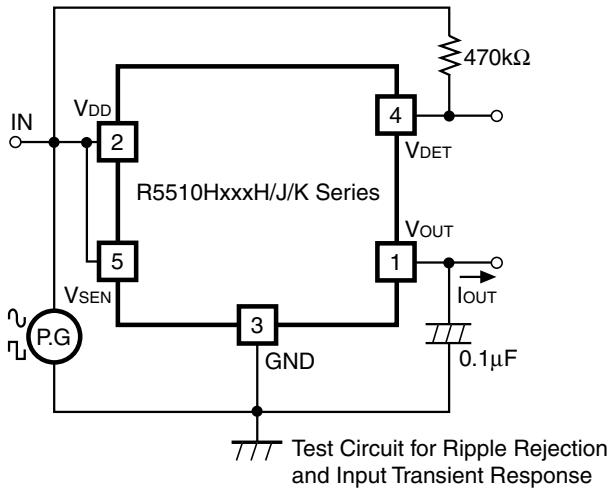 470kΩ
VDD
IN
2
4
VDET
R5510HxxxH/J/K Series
VOUT
5
1
VSEN
IOUT
3
P.G
GND
0.1µF
Test Circuit for Ripple Rejection
and Input Transient Response